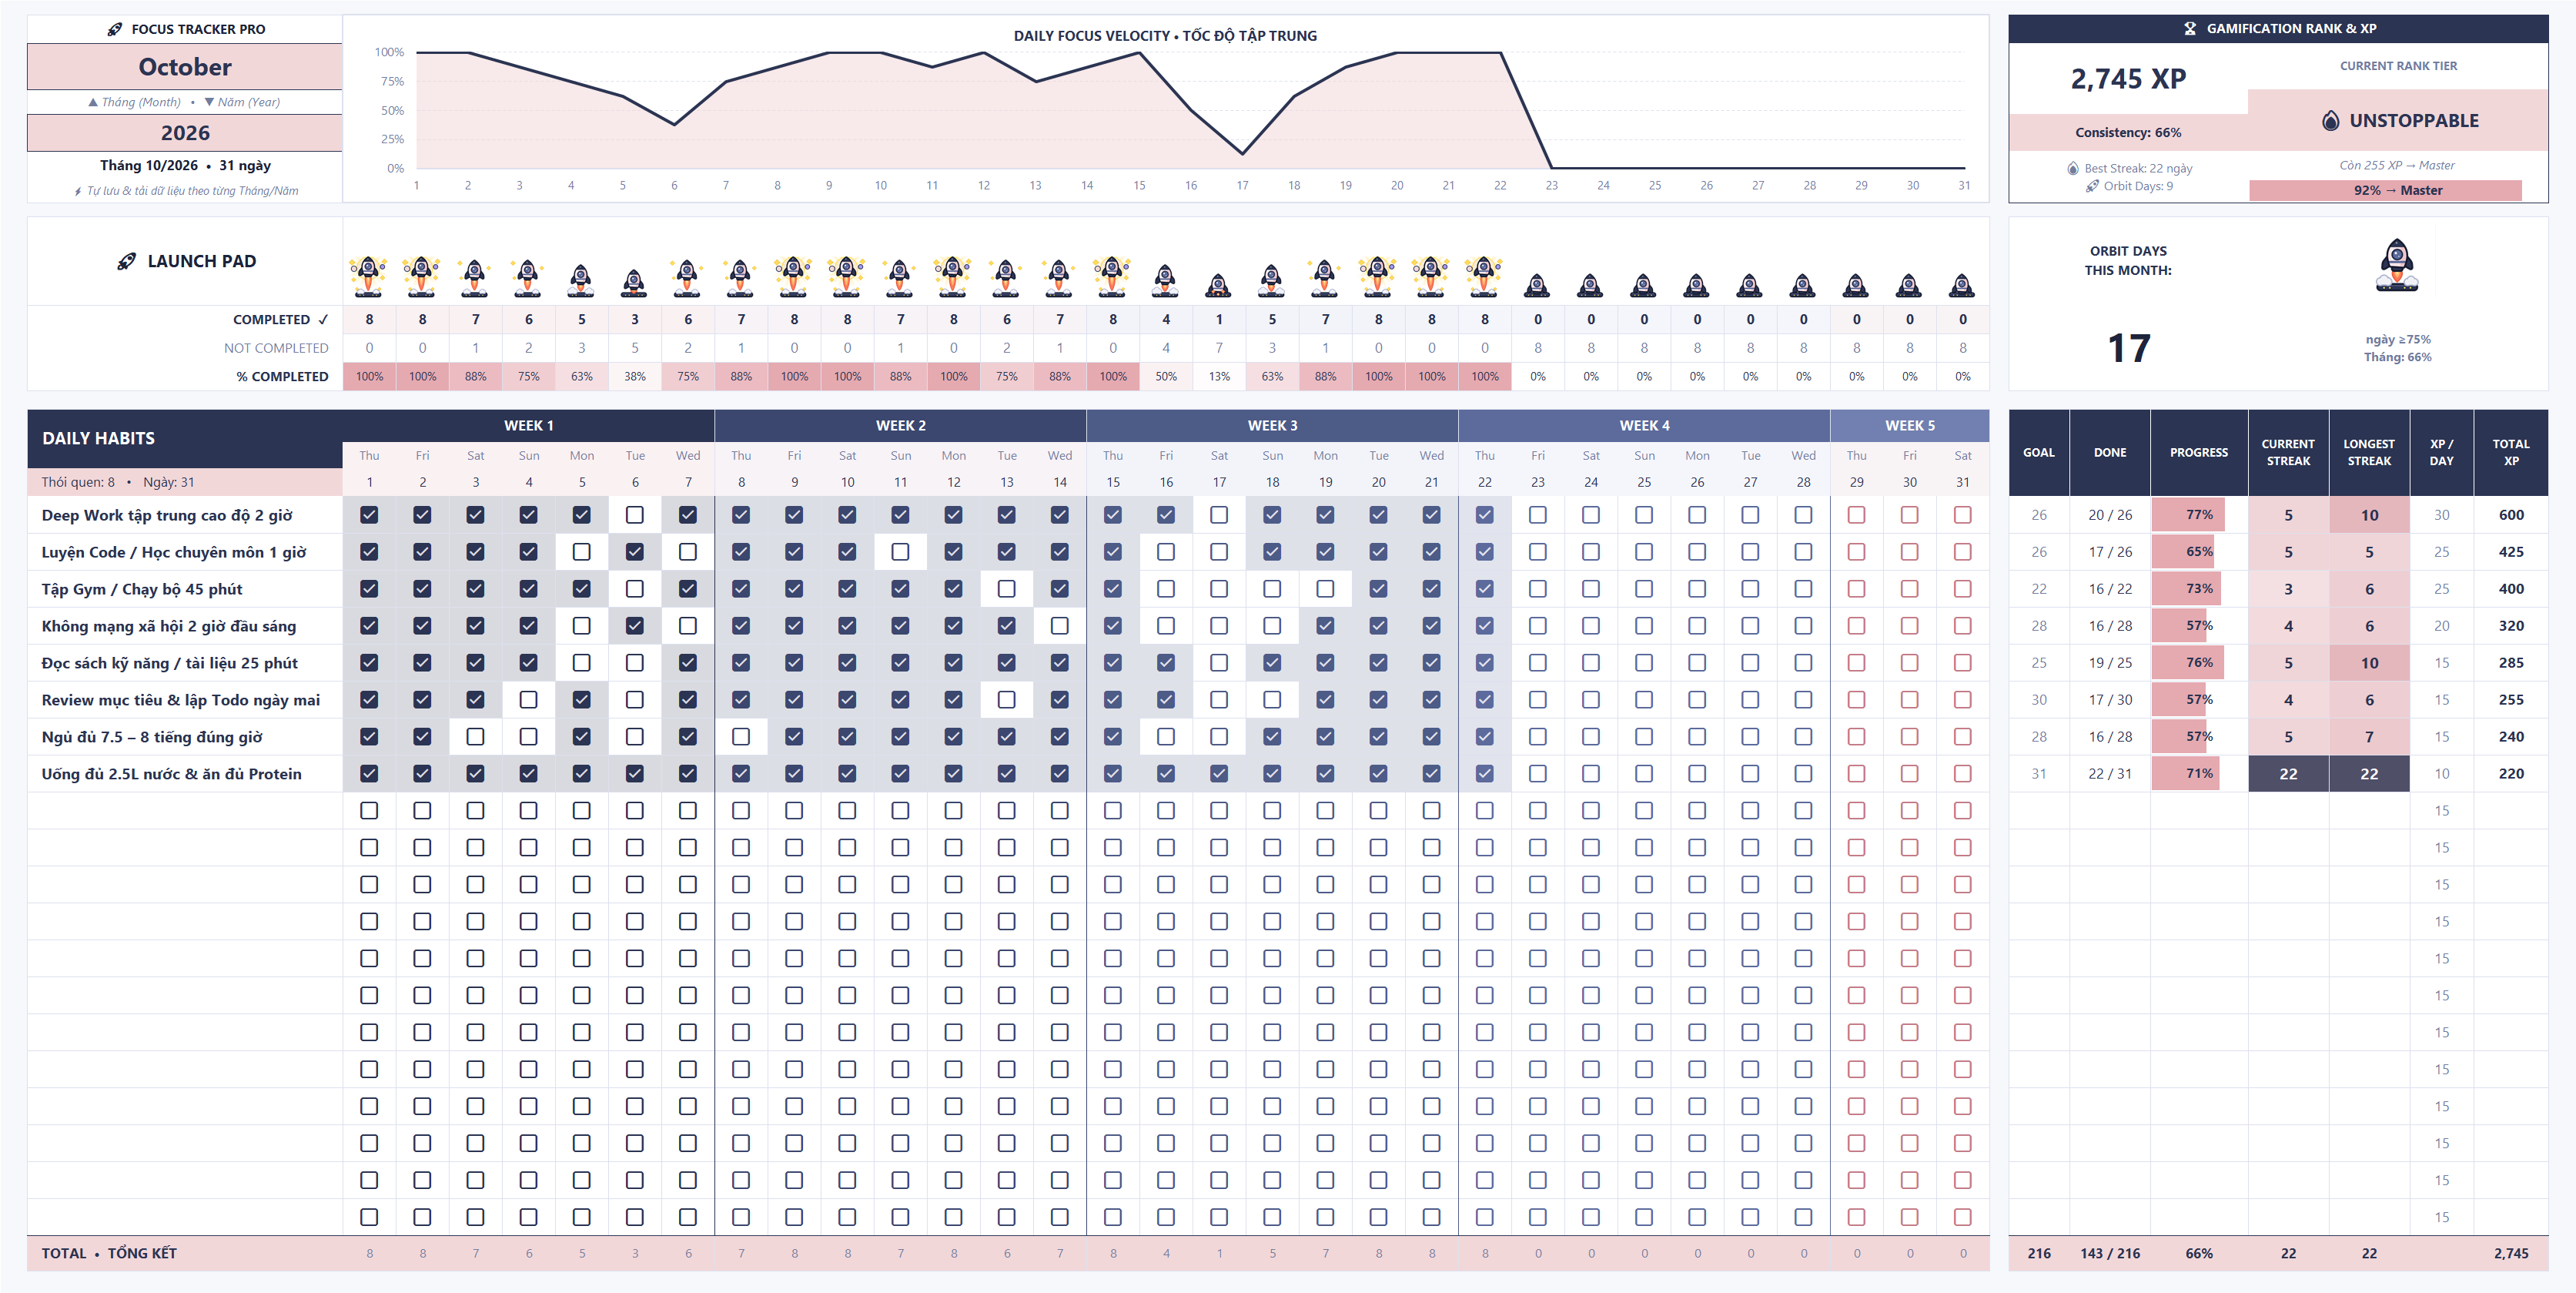 FOCUS TRACKER PRO
October
▲ Tháng (Month) • ▼ Năm (Year)
2026
Tháng 10/2026 • 31 ngày
Tự lưu & tải dữ liệu theo từng Tháng/Năm
DAILY FOCUS VELOCITY • TỐC ĐỘ TẬP TRUNG
100%
75%
50%
25%
0%
1 2 3 4 5 6 7 8 9 10 11 12 13 14 15 16 17 18 19 20 21 22 23 24 25 26 27 28 29 30 31
GAMIFICATION RANK & XP
2,745 XP
CURRENT RANK TIER
UNSTOPPABLE
Consistency: 66%
Best Streak: 22 ngày
Orbit Days: 9
Còn 255 XP → Master
92% → Master
LAUNCH PAD
COMPLETED ✓ 8 8 7 6 5 3 6 7 8 8 7 8 6 7 8 4 1 5 7 8 8 8 0 0 0 0 0 0 0 0 0
NOT COMPLETED 0 0 1 2 3 5 2 1 0 0 1 0 2 1 0 4 7 3 1 0 0 0 8 8 8 8 8 8 8 8 8
% COMPLETED 100% 100% 88% 75% 63% 38% 75% 88% 100% 100% 88% 100% 75% 88% 100% 50% 13% 63% 88% 100% 100% 100% 0% 0% 0% 0% 0% 0% 0% 0% 0%
ORBIT DAYS
THIS MONTH:
17
ngày ≥75%
Tháng: 66%
DAILY HABITS WEEK 1 WEEK 2 WEEK 3 WEEK 4 WEEK 5
Thu Fri Sat Sun Mon Tue Wed Thu Fri Sat Sun Mon Tue Wed Thu Fri Sat Sun Mon Tue Wed Thu Fri Sat Sun Mon Tue Wed Thu Fri Sat
Thói quen: 8 • Ngày: 31 1 2 3 4 5 6 7 8 9 10 11 12 13 14 15 16 17 18 19 20 21 22 23 24 25 26 27 28 29 30 31
GOAL DONE PROGRESS CURRENT STREAK LONGEST STREAK XP / DAY TOTAL XP
Deep Work tập trung cao độ 2 giờ 26 20 / 26 77% 5 10 30 600
Luyện Code / Học chuyên môn 1 giờ 26 17 / 26 65% 5 5 25 425
Tập Gym / Chạy bộ 45 phút 22 16 / 22 73% 3 6 25 400
Không mạng xã hội 2 giờ đầu sáng 28 16 / 28 57% 4 6 20 320
Đọc sách kỹ năng / tài liệu 25 phút 25 19 / 25 76% 5 10 15 285
Review mục tiêu & lập Todo ngày mai 30 17 / 30 57% 4 6 15 255
Ngủ đủ 7.5 – 8 tiếng đúng giờ 28 16 / 28 57% 5 7 15 240
Uống đủ 2.5L nước & ăn đủ Protein 31 22 / 31 71% 22 22 10 220
15
15
15
15
15
15
15
15
15
15
15
15
TOTAL • TỔNG KẾT 8 8 7 6 5 3 6 7 8 8 7 8 6 7 8 4 1 5 7 8 8 8 0 0 0 0 0 0 0 0 0 216 143 / 216 66% 22 22 2,745